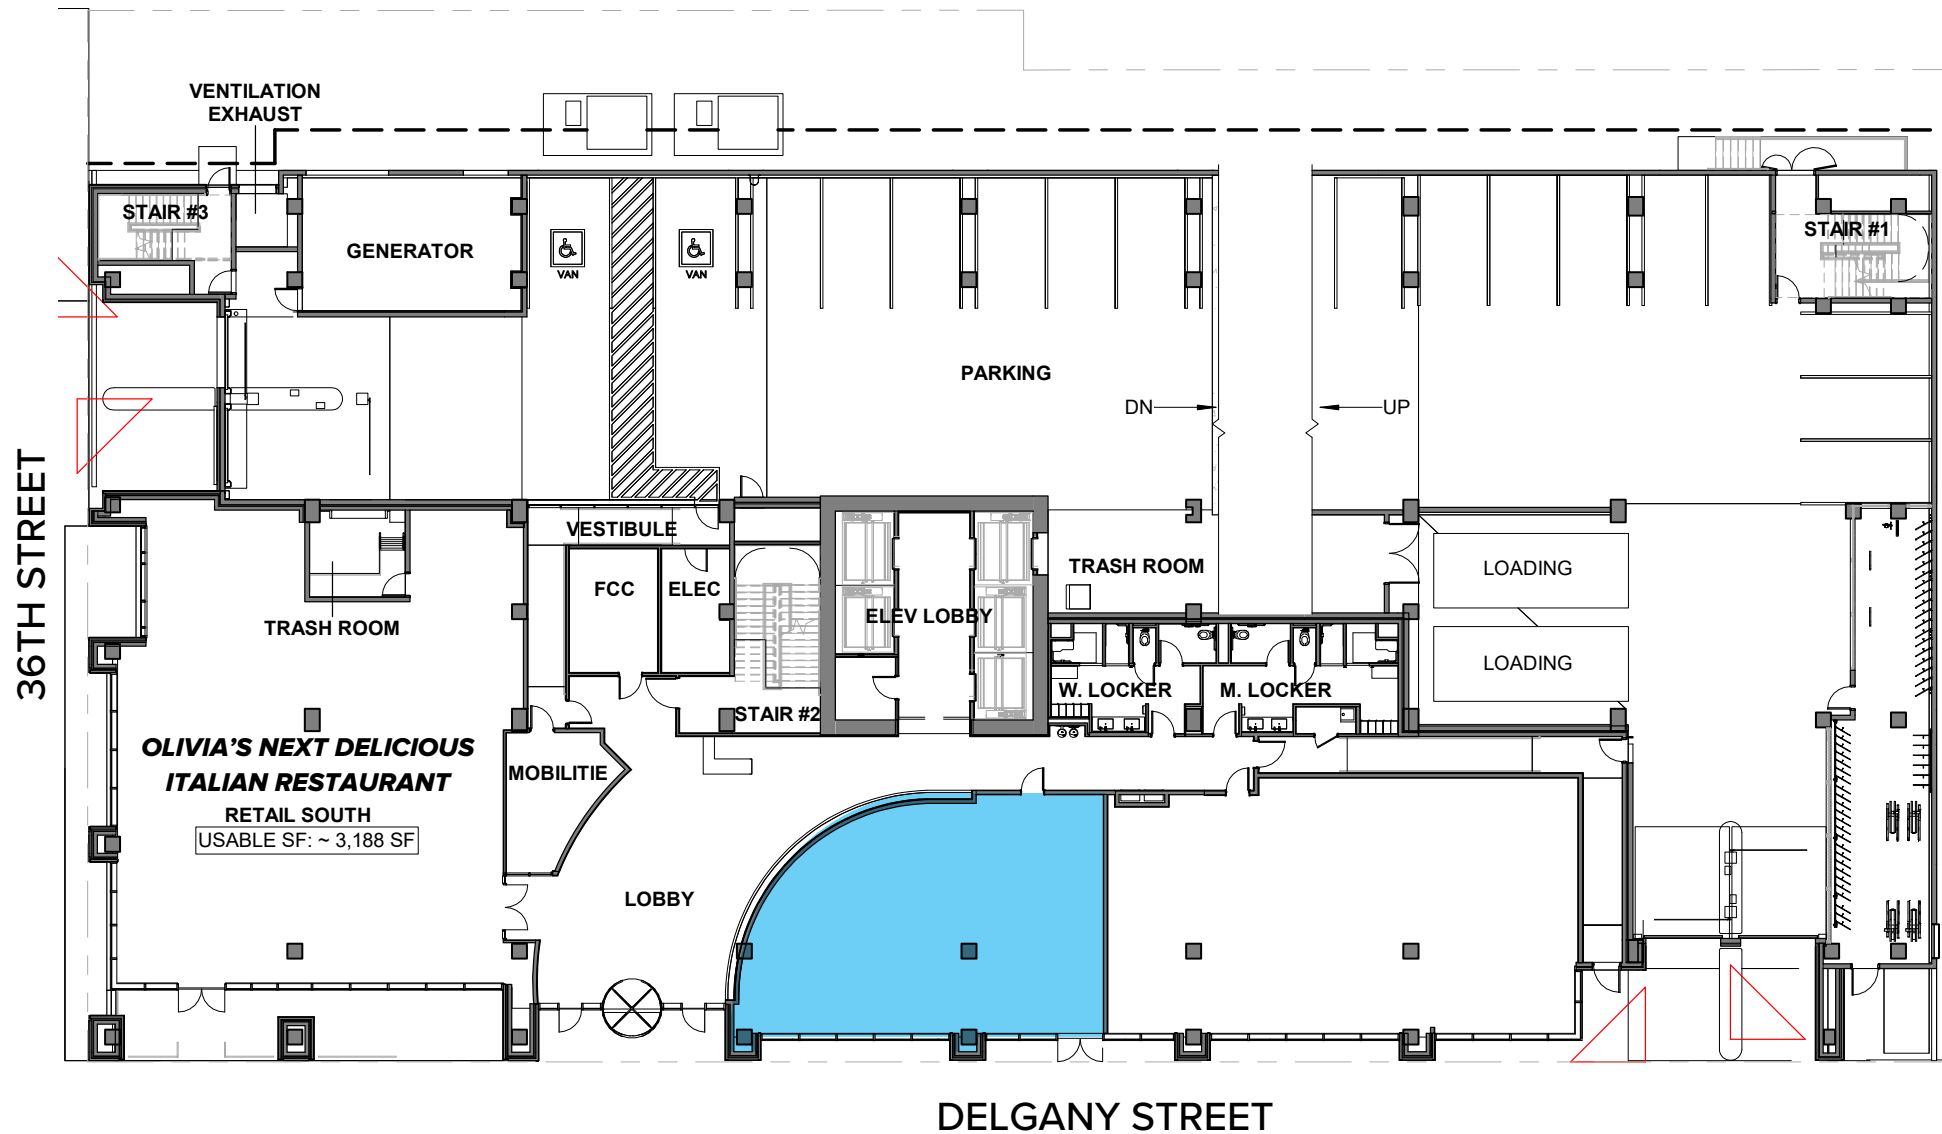 VENTILATION
EXHAUST
STAIR #3
GENERATOR
VAN
VAN
STAIR #1
PARKING
DN
UP
36TH STREET
VESTIBULE
FCC
ELEC
TRASH ROOM
ELEV LOBBY
TRASH ROOM
LOADING
LOADING
W. LOCKER
M. LOCKER
STAIR #2
OLIVIA'S NEXT DELICIOUS
ITALIAN RESTAURANT
RETAIL SOUTH
USABLE SF: ~ 3,188 SF
MOBILITIE
LOBBY
DELGANY STREET